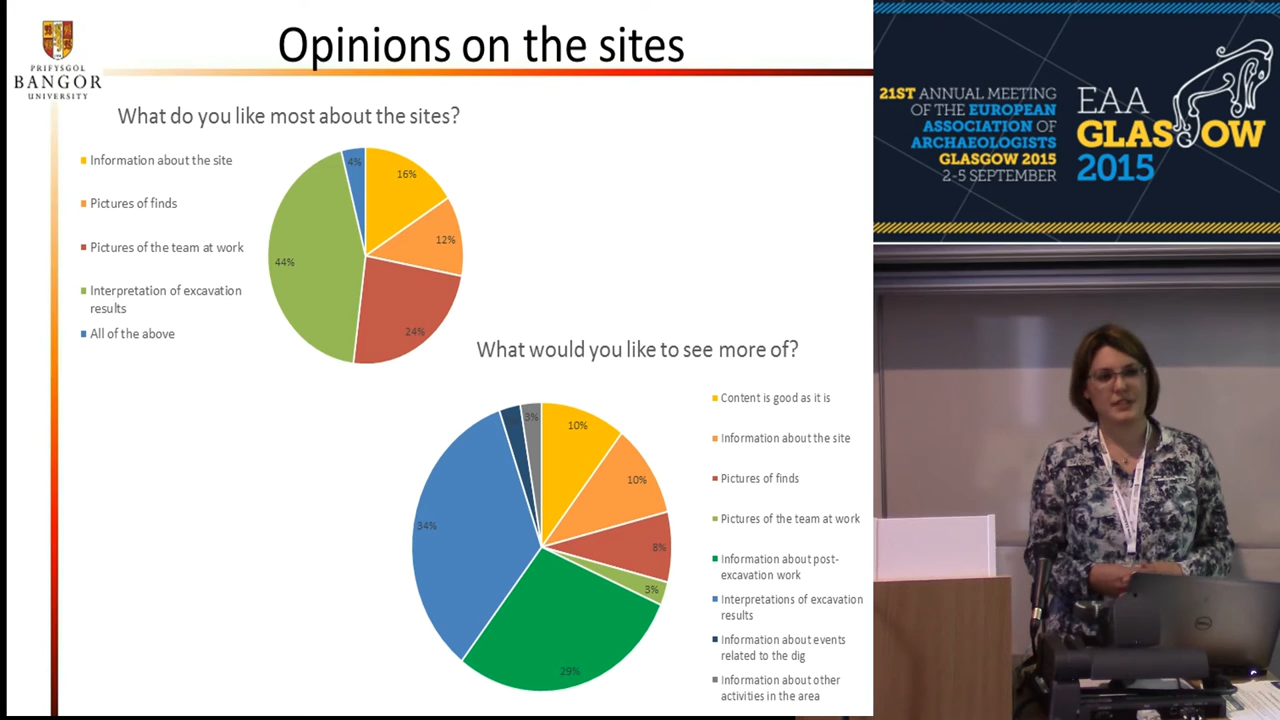 Opinions on the sites
PRIFYSGOL
BANGOR
UNIVERSITY
What do you like most about the sites?
Information about the site
Pictures of finds
Pictures of the team at work
Interpretation of excavation
results
All of the above
4%
16%
12%
44%
24%
What would you like to see more of?
3%
10%
10%
34%
8%
3%
29%
Content is good as it is
Information about the site
Pictures of finds
Pictures of the team at work
Information about post-
excavation work
Interpretations of excavation
results
Information about events
related to the dig
Information about other
activities in the area
21ST ANNUAL MEETING
OF THE EUROPEAN
ASSOCIATION OF
ARCHAEOLOGISTS
GLASGOW 2015
2-5 SEPTEMBER
EAA
GLASGOW
2015
DELL